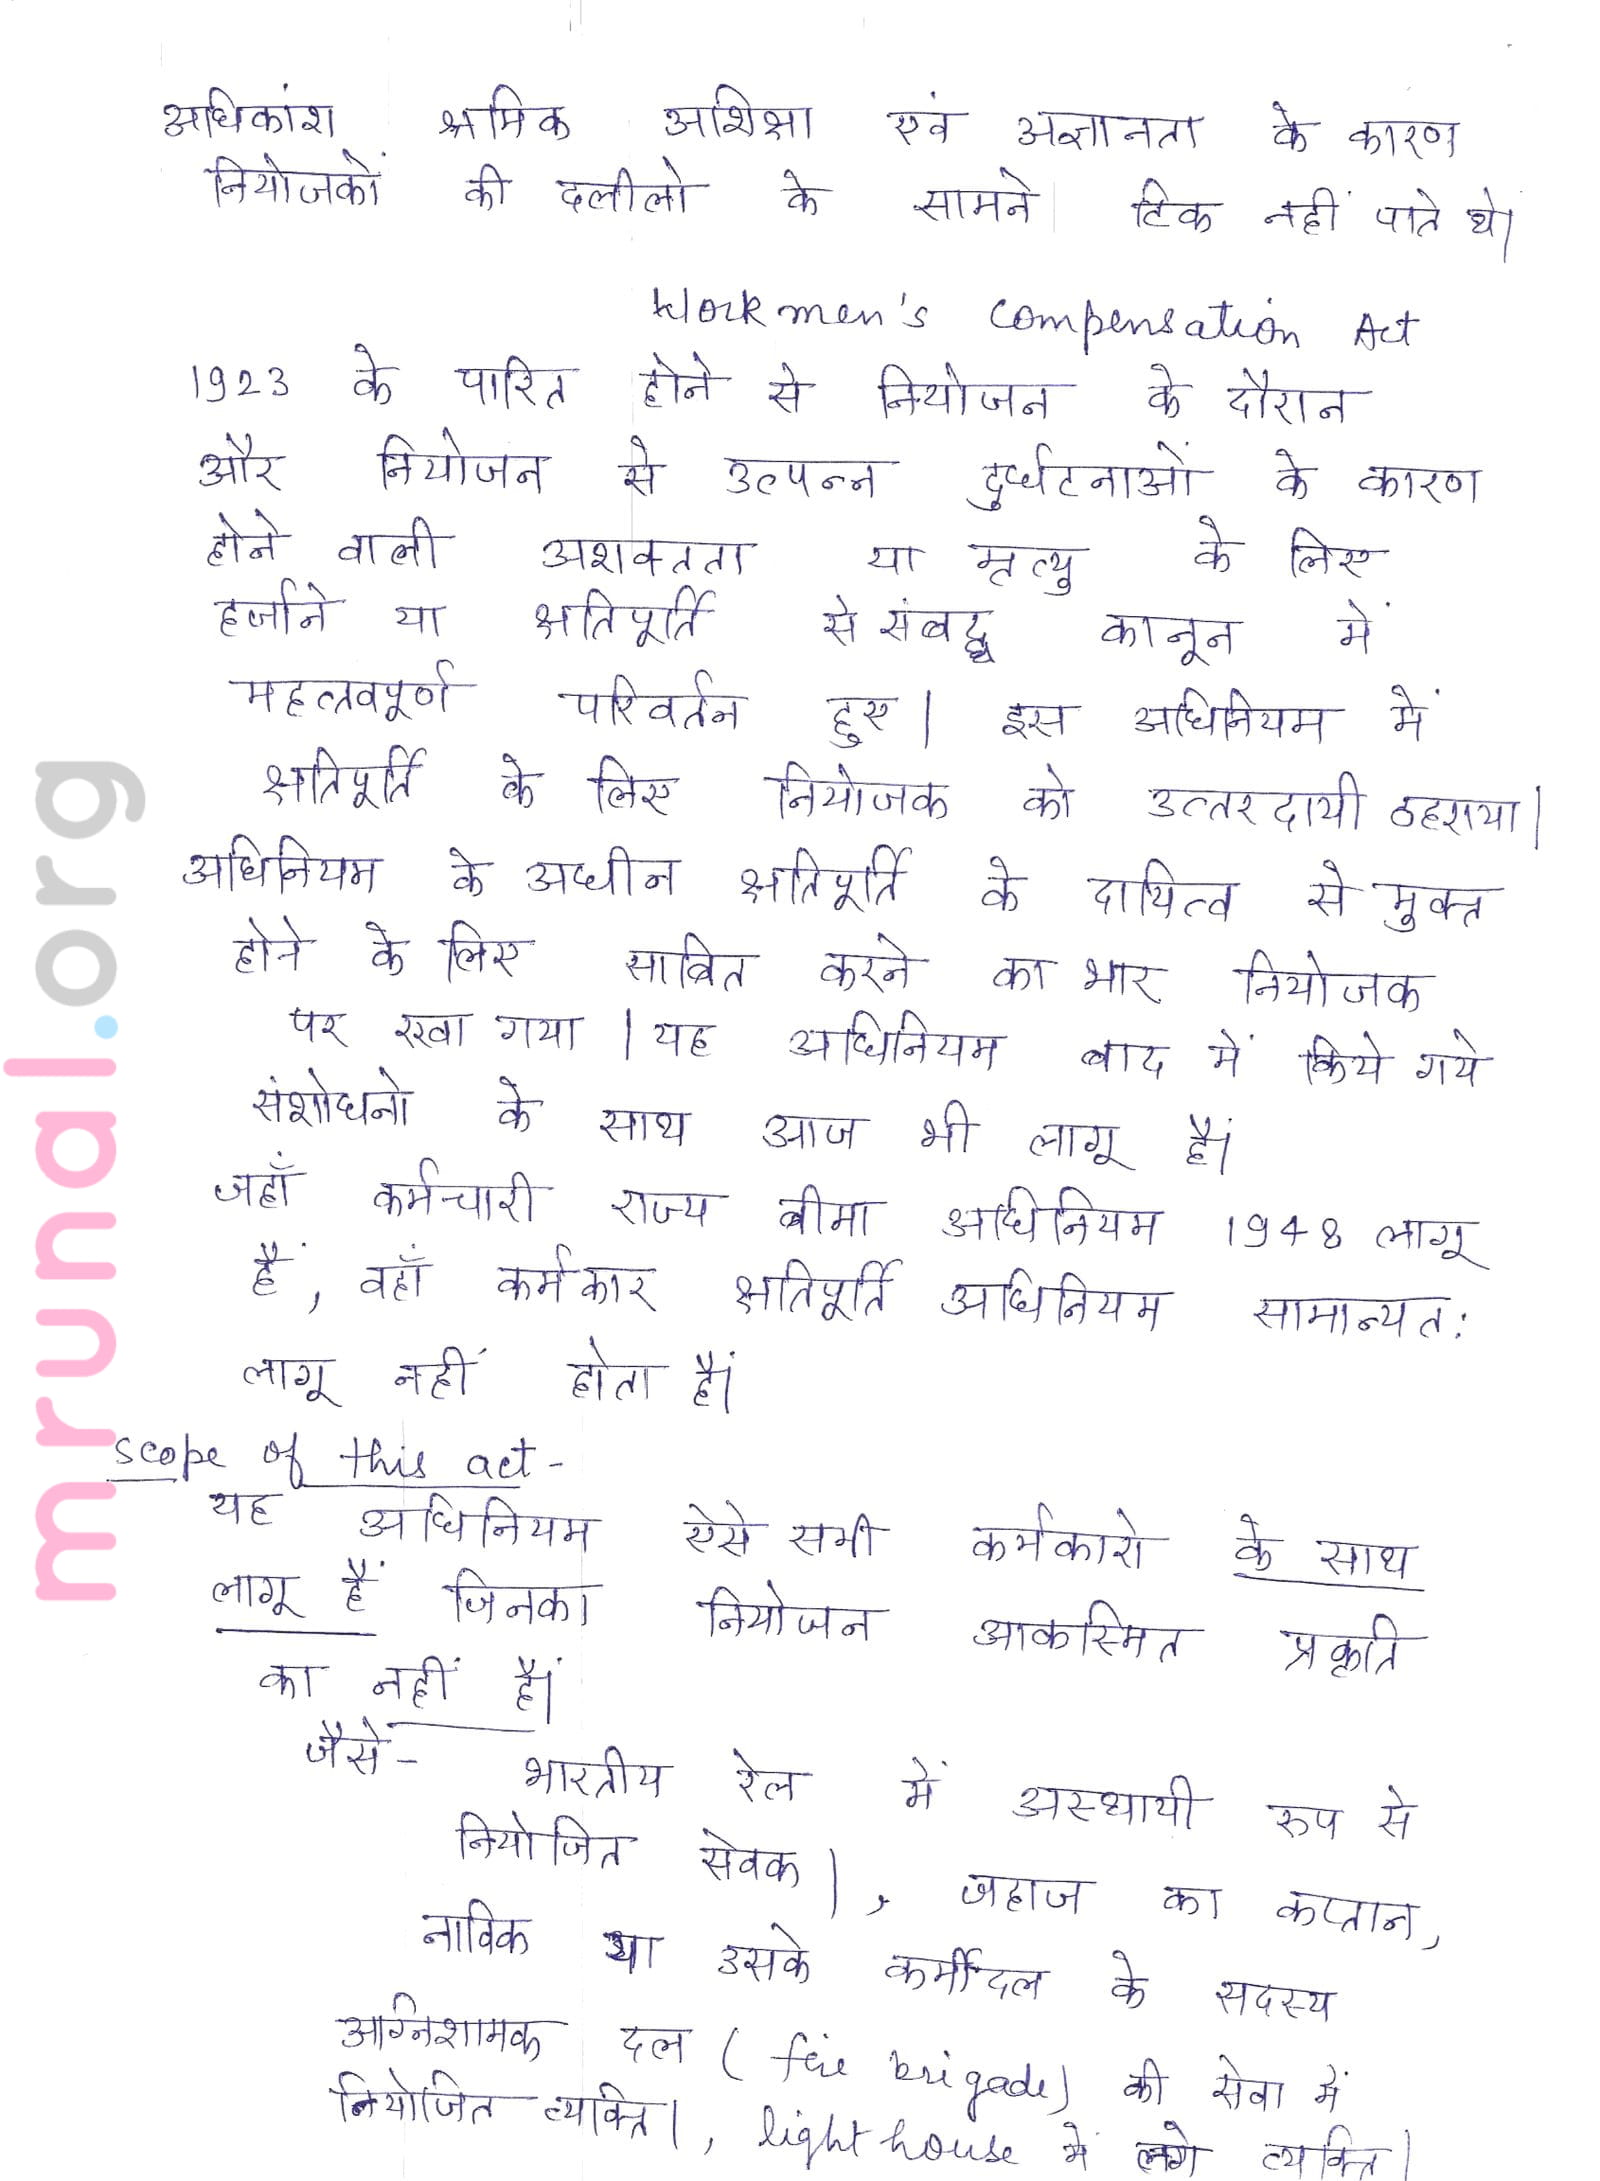 अधिकांश श्रमिक अशिक्षा एवं अज्ञानता के कारण
नियोजकों की दलीलो के सामने टिक नहीं पाते थे।
Workmen's Compensation Act
1923 के पारित होने से नियोजन के दौरान
और नियोजन से उत्पन्न दुर्घटनाओं के कारण
होने वाली अशक्तता या मृत्यु के लिए
हर्जाने या क्षतिपूर्ति से संबद्ध कानून में
महत्वपूर्ण परिवर्तन हुए। इस अधिनियम में
क्षतिपूर्ति के लिए नियोजक को उत्तरदायी ठहराया।
अधिनियम के अधीन क्षतिपूर्ति के दायित्व से मुक्त
होने के लिए साबित करने का भार नियोजक
पर रखा गया। यह अधिनियम बाद में किये गये
संशोधनो के साथ आज भी लागू हैं।
जहाँ कर्मचारी राज्य बीमा अधिनियम 1948 लागू
हैं, वहाँ कर्मकार क्षतिपूर्ति अधिनियम सामान्यत:
लागू नहीं होता हैं।
Scope of this act -
यह अधिनियम ऐसे सभी कर्मकारो के साथ
लागू हैं जिनका नियोजन आकस्मित प्रकृति
का नहीं हैं।
जैसे - भारतीय रेल में अस्थायी रुप से
नियोजित सेवक।, जहाज का कप्तान,
नाविक या उसके कर्मीदल के सदस्य
अग्निशामक दल (fire brigade) की सेवा में
नियोजित व्यक्ति।, light house में लगे व्यक्ति।
mrunal.org